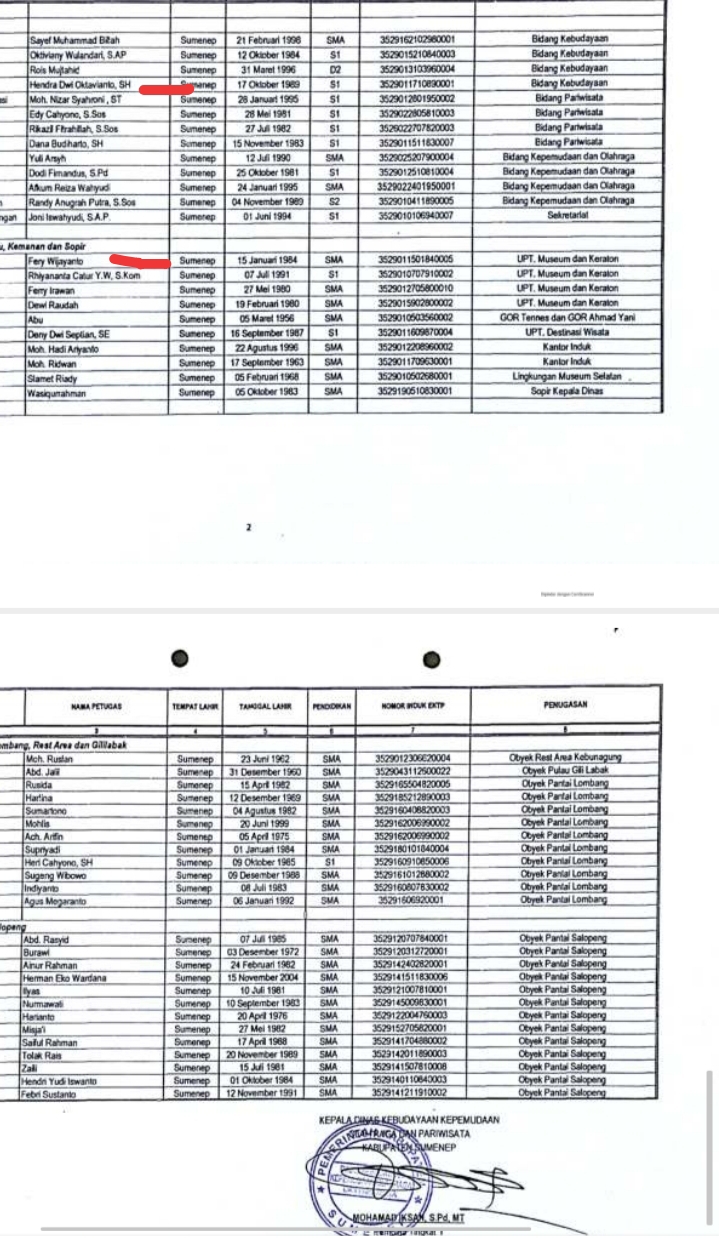 Sayef Muhammad Billah Sumenep 21 Februari 1998 SMA 3529162102980001 Bidang Kebudayaan
Oktiviany Wulandari, S.AP Sumenep 12 Oktober 1984 S1 3529015210840003 Bidang Kebudayaan
Rois Mujtahid Sumenep 31 Maret 1996 D2 3529013103960004 Bidang Kebudayaan
Hendra Dwi Oktavianto, SH Sumenep 17 Oktober 1989 S1 3529011710890001 Bidang Kebudayaan
Moh. Nizar Syahroni , ST Sumenep 28 Januari 1995 S1 3529012801950002 Bidang Pariwisata
Edy Cahyono, S.Sos Sumenep 28 Mei 1981 S1 3529022805810003 Bidang Pariwisata
Rikazil Fitrahillah, S.Sos Sumenep 27 Juli 1982 S1 3526022707820003 Bidang Pariwisata
Dana Budiharto, SH Sumenep 15 November 1983 S1 3529011511830007 Bidang Pariwisata
Yuli Arsyh Sumenep 12 Juli 1990 SMA 3529025207900004 Bidang Kepemudaan dan Olahraga
Dodi Firnandus, S.Pd Sumenep 25 Oktober 1981 S1 3529012510810004 Bidang Kepemudaan dan Olahraga
Afkum Reiza Wahyudi Sumenep 24 Januari 1995 SMA 3529022401950001 Bidang Kepemudaan dan Olahraga
Randy Anugrah Putra, S.Sos Sumenep 04 November 1989 S2 3529010411890005 Bidang Kepemudaan dan Olahraga
Joni Iswahyudi, S.A.P. Sumenep 01 Juni 1994 S1 3529010106940007 Sekretariat
Kemanan dan Sopir
Fery Wijayanto Sumenep 15 Januari 1984 SMA 3529011501840005 UPT. Museum dan Keraton
Rhiyananta Catur Y.W, S.Kom Sumenep 07 Juli 1991 S1 3529010707910002 UPT. Museum dan Keraton
Ferry Irawan Sumenep 27 Mei 1980 SMA 3529012705800010 UPT. Museum dan Keraton
Dewi Raudah Sumenep 19 Februari 1980 SMA 3529015902800002 UPT. Museum dan Keraton
Abu Sumenep 05 Maret 1956 SMA 3529010503560002 GOR Tennes dan GOR Ahmad Yani
Deny Dwi Septian, SE Sumenep 16 September 1987 S1 3529011609870004 UPT. Destinasi Wisata
Moh. Hadi Ariyanto Sumenep 22 Agustus 1996 SMA 3529012208960002 Kantor Induk
Moh. Ridwan Sumenep 17 September 1963 SMA 3529011709630001 Kantor Induk
Slamet Riady Sumenep 05 Februari 1968 SMA 3529010502680001 Lingkungan Museum Selatan
Wasiqurrahman Sumenep 05 Oktober 1983 SMA 3529190510830001 Sopir Kepala Dinas
2
NAMA PETUGAS TEMPAT LAHIR TANGGAL LAHIR PENDIDIKAN NOMOR INDUK EKTP PENUGASAN
3 4 5 6 7 8
Rest Area dan Gililabak
Moh. Ruslan Sumenep 23 Juni 1962 SMA 3529012306620004 Obyek Rest Area Kebunagung
Abd. Jalil Sumenep 31 Desember 1960 SMA 3529043112600022 Obyek Pulau Gili Labak
Rusida Sumenep 15 April 1982 SMA 3529165504820005 Obyek Pantai Lombang
Hartina Sumenep 12 Desember 1989 SMA 3529185212890003 Obyek Pantai Lombang
Sumartono Sumenep 04 Agustus 1982 SMA 3529160408820003 Obyek Pantai Lombang
Mohlis Sumenep 20 Juni 1999 SMA 3529162006990002 Obyek Pantai Lombang
Ach. Arifin Sumenep 05 April 1975 SMA 3529162006990002 Obyek Pantai Lombang
Supriyadi Sumenep 01 Januari 1984 SMA 3529180101840004 Obyek Pantai Lombang
Heri Cahyono, SH Sumenep 09 Oktober 1985 S1 3529160910850006 Obyek Pantai Lombang
Sugeng Wibowo Sumenep 09 Desember 1988 SMA 3529161012880002 Obyek Pantai Lombang
Indiyanto Sumenep 08 Juli 1983 SMA 3529160807830002 Obyek Pantai Lombang
Agus Megaranto Sumenep 06 Januari 1992 SMA 35291606920001 Obyek Pantai Lombang
Abd. Rasyid Sumenep 07 Juli 1985 SMA 3529120707840001 Obyek Pantai Salopeng
Burawi Sumenep 03 Desember 1972 SMA 3529120312720001 Obyek Pantai Salopeng
Ainur Rahman Sumenep 24 Februari 1982 SMA 3529142402820001 Obyek Pantai Salopeng
Herman Eko Wardana Sumenep 15 November 2004 SMA 3529141511830006 Obyek Pantai Salopeng
Ilyas Sumenep 10 Juli 1981 SMA 3529121007810001 Obyek Pantai Salopeng
Nurmawati Sumenep 10 September 1983 SMA 3529145009830001 Obyek Pantai Salopeng
Harianto Sumenep 20 April 1976 SMA 3529122004760003 Obyek Pantai Salopeng
Misja'i Sumenep 27 Mei 1982 SMA 3529152705820001 Obyek Pantai Salopeng
Saiful Rahman Sumenep 17 April 1988 SMA 3529141704880002 Obyek Pantai Salopeng
Tolak Rais Sumenep 20 November 1989 SMA 3529142011890003 Obyek Pantai Salopeng
Zaili Sumenep 15 Juli 1981 SMA 3529141507810008 Obyek Pantai Salopeng
Hendri Yudi Iswanto Sumenep 01 Oktober 1984 SMA 3529140110840003 Obyek Pantai Salopeng
Febri Sustanto Sumenep 12 November 1991 SMA 3529141211910002 Obyek Pantai Salopeng
KEPALA DINAS KEBUDAYAAN KEPEMUDAAN
OLAHRAGA DAN PARIWISATA
KABUPATEN SUMENEP
MOHAMAD IKSAN, S.Pd, MT